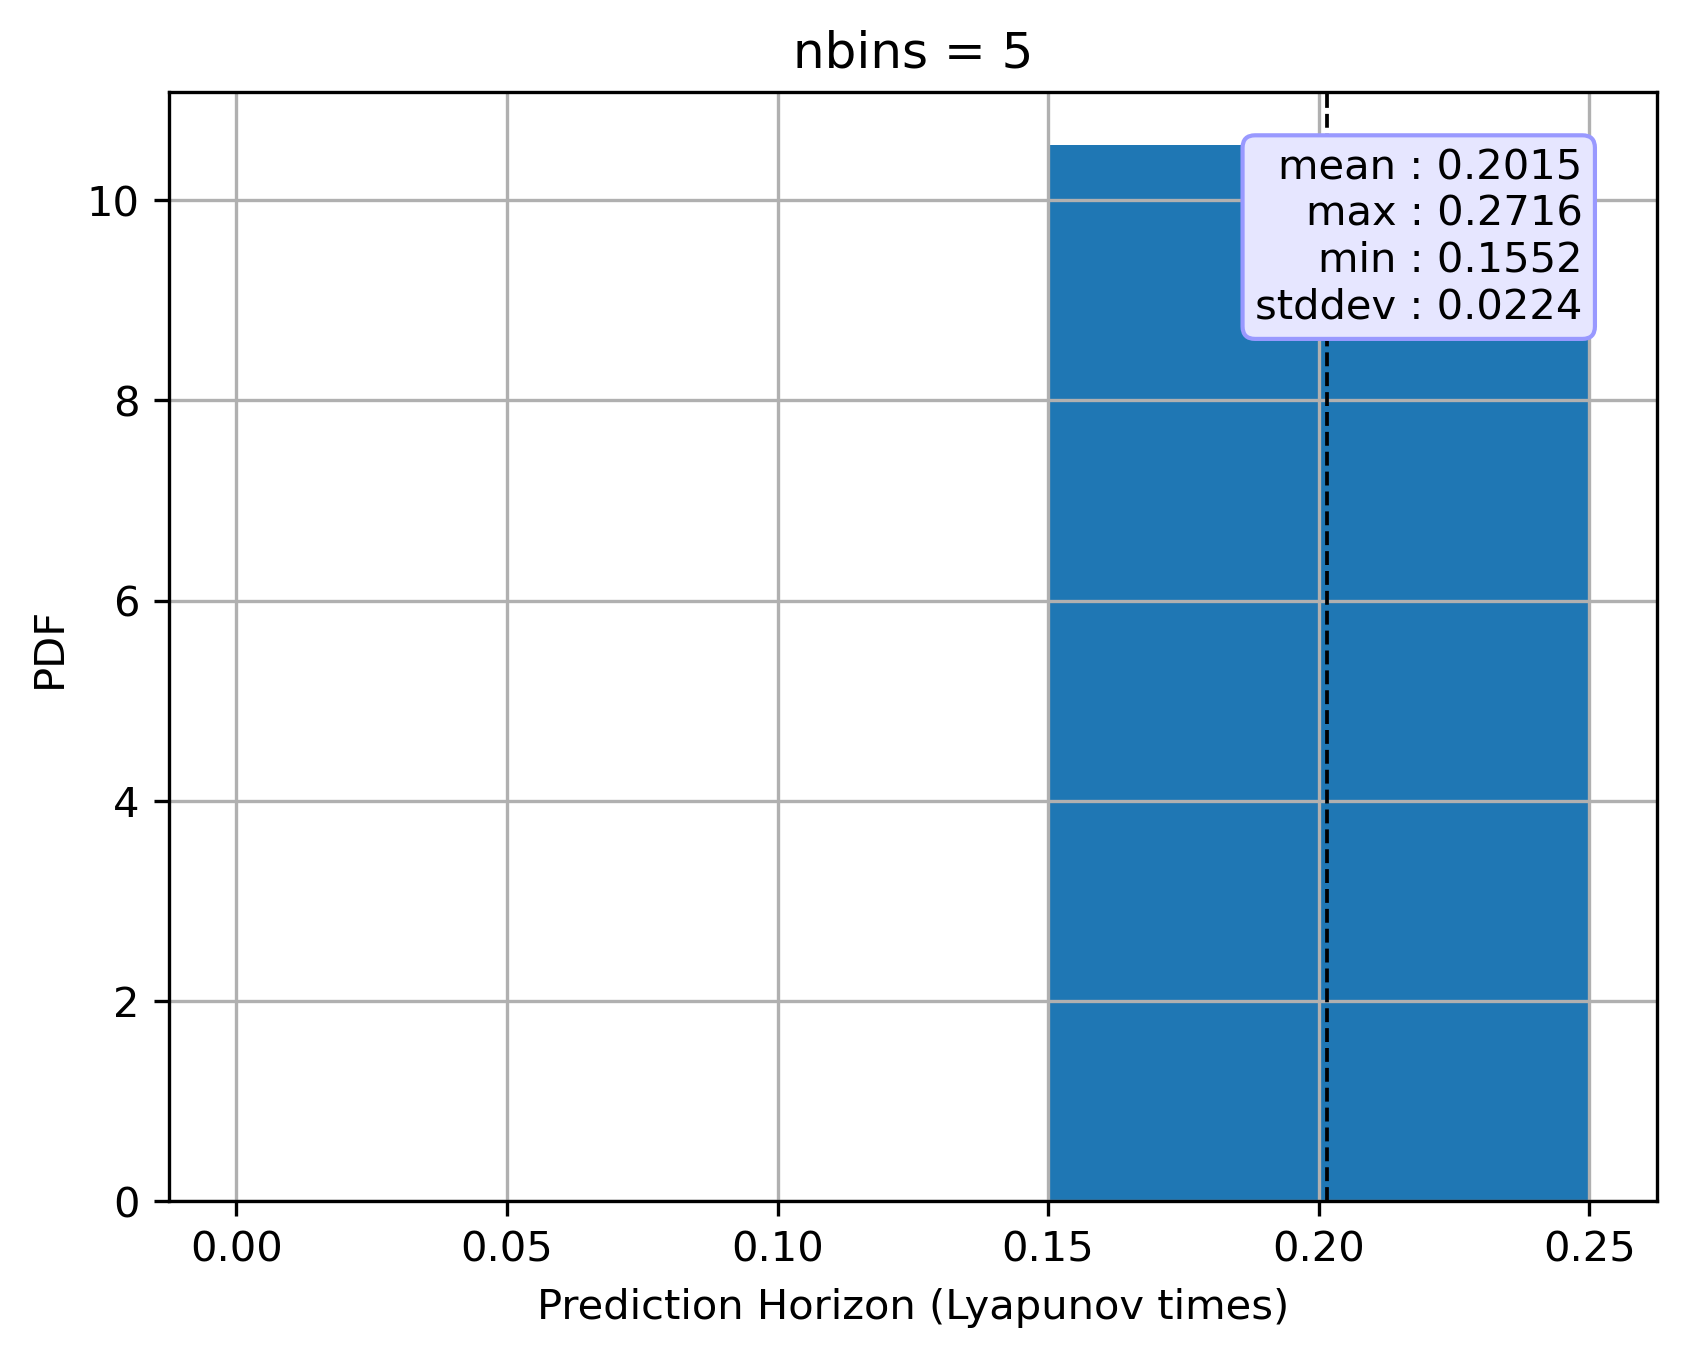 nbins = 5
mean : 0.2015
max : 0.2716
min : 0.1552
stddev : 0.0224
PDF
10
8
6
4
2
0
0.00 0.05 0.10 0.15 0.20 0.25
Prediction Horizon (Lyapunov times)